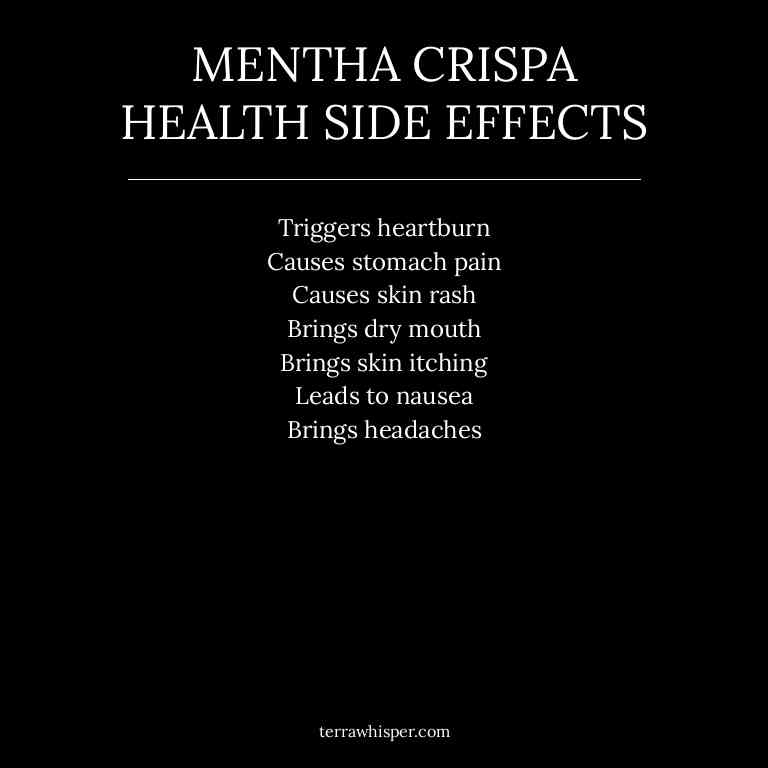 MENTHA CRISPA
HEALTH SIDE EFFECTS
Triggers heartburn
Causes stomach pain
Causes skin rash
Brings dry mouth
Brings skin itching
Leads to nausea
Brings headaches
terrawhisper.com